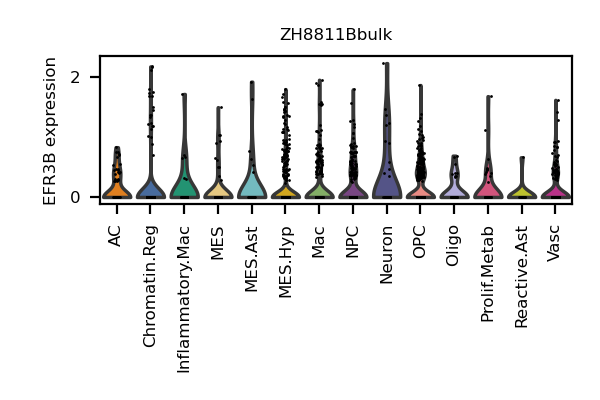 ZH8811Bbulk
EFR3B expression
2
0
AC
Chromatin.Reg
Inflammatory.Mac
MES
MES.Ast
MES.Hyp
Mac
NPC
Neuron
OPC
Oligo
Prolif.Metab
Reactive.Ast
Vasc